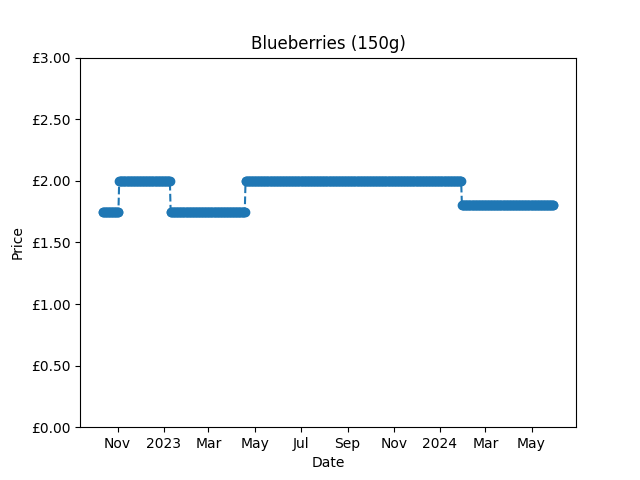 Blueberries (150g)
£3.00
£2.50
£2.00
£1.50
£1.00
£0.50
£0.00
Price
Nov 2023 Mar May Jul Sep Nov 2024 Mar May
Date